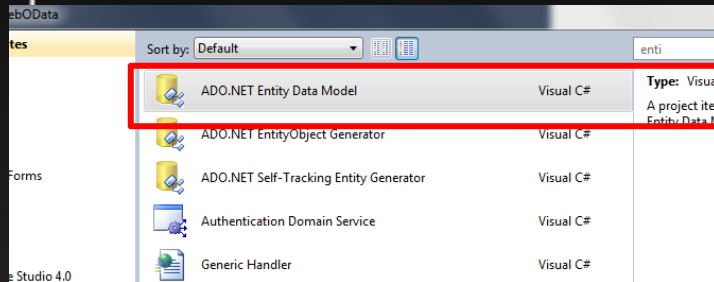 ebOData
tes
Sort by: Default
enti
ADO.NET Entity Data Model Visual C#
Type: Visua
A project ite
Entity Data M
ADO.NET EntityObject Generator Visual C#
Forms
ADO.NET Self-Tracking Entity Generator Visual C#
Authentication Domain Service Visual C#
Generic Handler Visual C#
e Studio 4.0